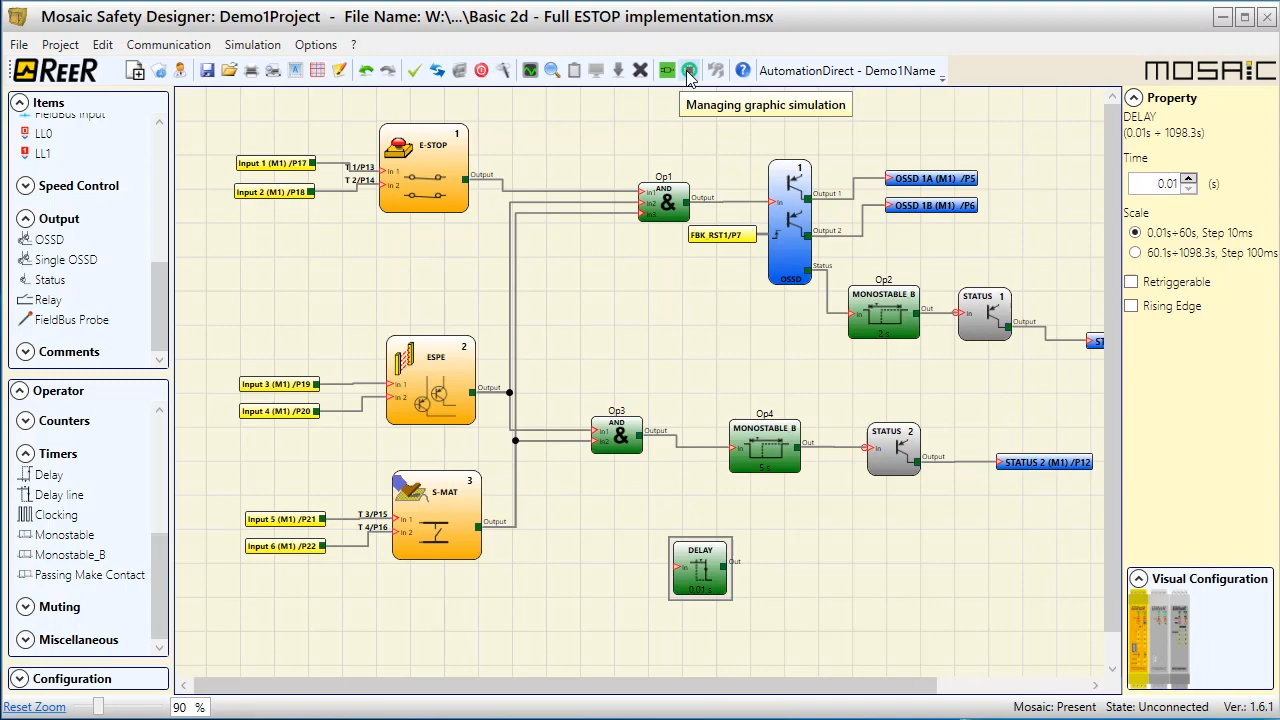 Mosaic Safety Designer: Demo1Project - File Name: W:\...\Basic 2d - Full ESTOP implementation.msx
File Project Edit Communication Simulation Options ?
REER
AutomationDirect - Demo1Name
MOSAIC
Managing graphic simulation
Items
FieldBus Input
LL0
LL1
Speed Control
Output
OSSD
Single OSSD
Status
Relay
FieldBus Probe
Comments
Operator
Counters
Timers
Delay
Delay line
Clocking
Monostable
Monostable_B
Passing Make Contact
Muting
Miscellaneous
Configuration
Reset Zoom
90 %
Input 1 (M1) /P17
Input 2 (M1) /P18
T 1/P13
T 2/P14
1
E-STOP
In 1
In 2
Output
Op1
AND
&
In1
In2
In3
Output
FBK_RST1/P7
1
In
Output 1
Output 2
Status
OSSD
OSSD 1A (M1) /P5
OSSD 1B (M1) /P6
Op2
MONOSTABLE B
In
Out
2 s
STATUS 1
In
Output
ST
Input 3 (M1) /P19
Input 4 (M1) /P20
2
ESPE
In 1
In 2
Output
Op3
AND
&
In1
In2
Output
Op4
MONOSTABLE B
In
Out
5 s
STATUS 2
In
Output
STATUS 2 (M1) /P12
Input 5 (M1) /P21
Input 6 (M1) /P22
T 3/P15
T 4/P16
3
S-MAT
In 1
In 2
Output
DELAY
In
Out
0.01 s
Property
DELAY
(0.01s ÷ 1098.3s)
Time
0.01 (s)
Scale
0.01s÷60s, Step 10ms
60.1s÷1098.3s, Step 100ms
Retriggerable
Rising Edge
Visual Configuration
Mosaic: Present State: Unconnected Ver.: 1.6.1